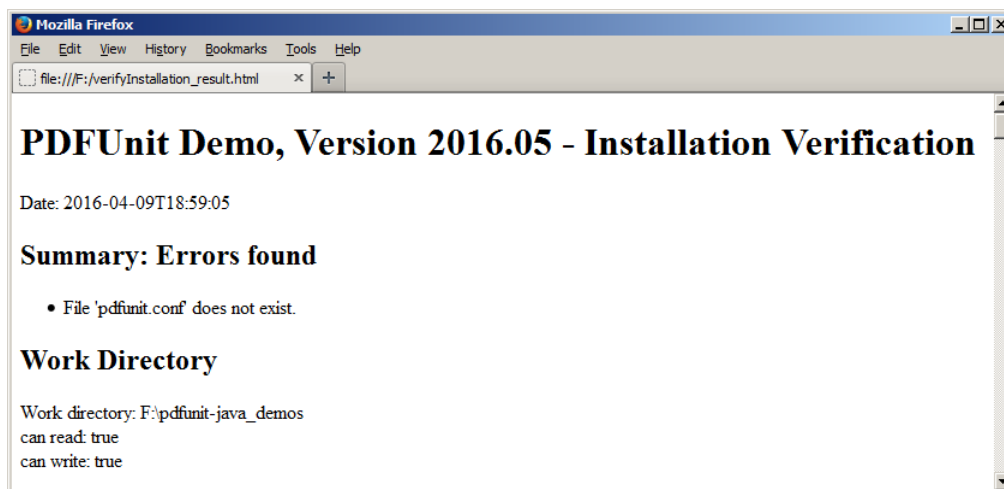 Mozilla Firefox
File Edit View History Bookmarks Tools Help
file:///F:/verifyInstallation_result.html × +
PDFUnit Demo, Version 2016.05 - Installation Verification
Date: 2016-04-09T18:59:05
Summary: Errors found
• File 'pdfunit.conf' does not exist.
Work Directory
Work directory: F:\pdfunit-java_demos
can read: true
can write: true